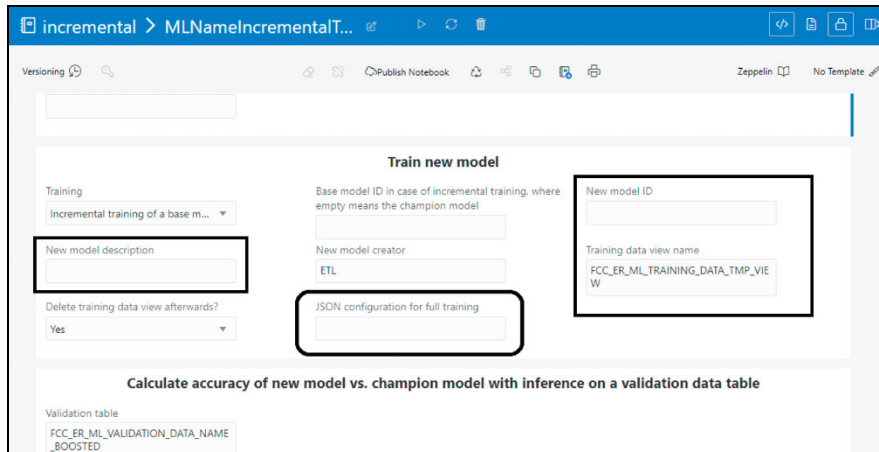 incremental > MLNameIncrementalT...
Versioning
Publish Notebook
Zeppelin
No Template
Train new model
Training
Incremental training of a base m...
Base model ID in case of incremental training, where
empty means the champion model
New model ID
New model description
New model creator
ETL
Training data view name
FCC_ER_ML_TRAINING_DATA_TMP_VIE
W
Delete training data view afterwards?
Yes
JSON configuration for full training
Calculate accuracy of new model vs. champion model with inference on a validation data table
Validation table
FCC_ER_ML_VALIDATION_DATA_NAME
_BOOSTED